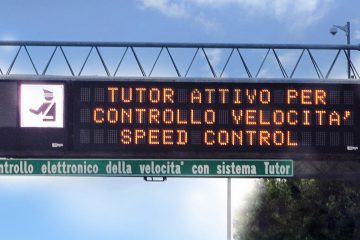 TUTOR ATTIVO PER
CONTROLLO VELOCITA'
SPEED CONTROL
ntrollo elettronico della velocita' con sistema Tutor